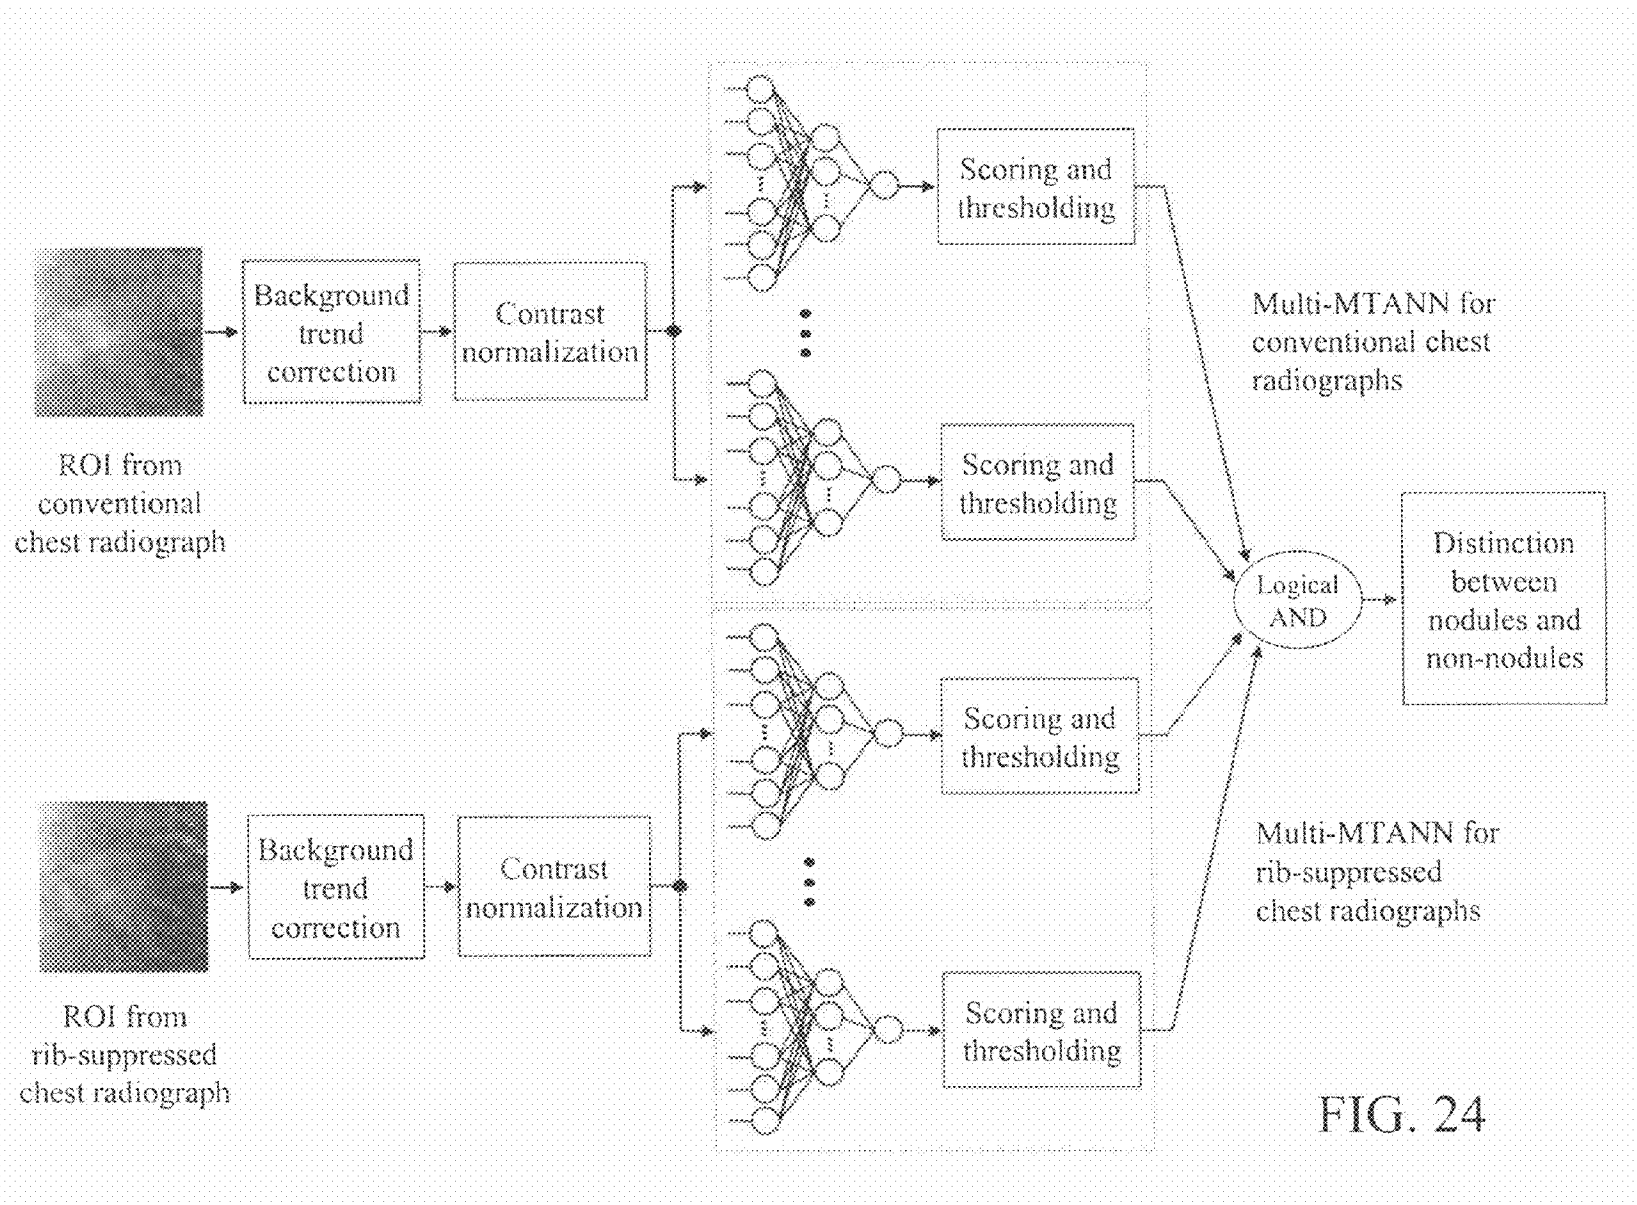 Scoring and
thresholding
Background
trend
correction
Contrast
normalization
Multi-MTANN for
conventional chest
radiographs
ROI from
conventional
chest radiograph
Scoring and
thresholding
Logical
AND
Distinction
between
nodules and
non-nodules
Scoring and
thresholding
Background
trend
correction
Contrast
normalization
Multi-MTANN for
rib-suppressed
chest radiographs
ROI from
rib-suppressed
chest radiograph
Scoring and
thresholding
FIG. 24